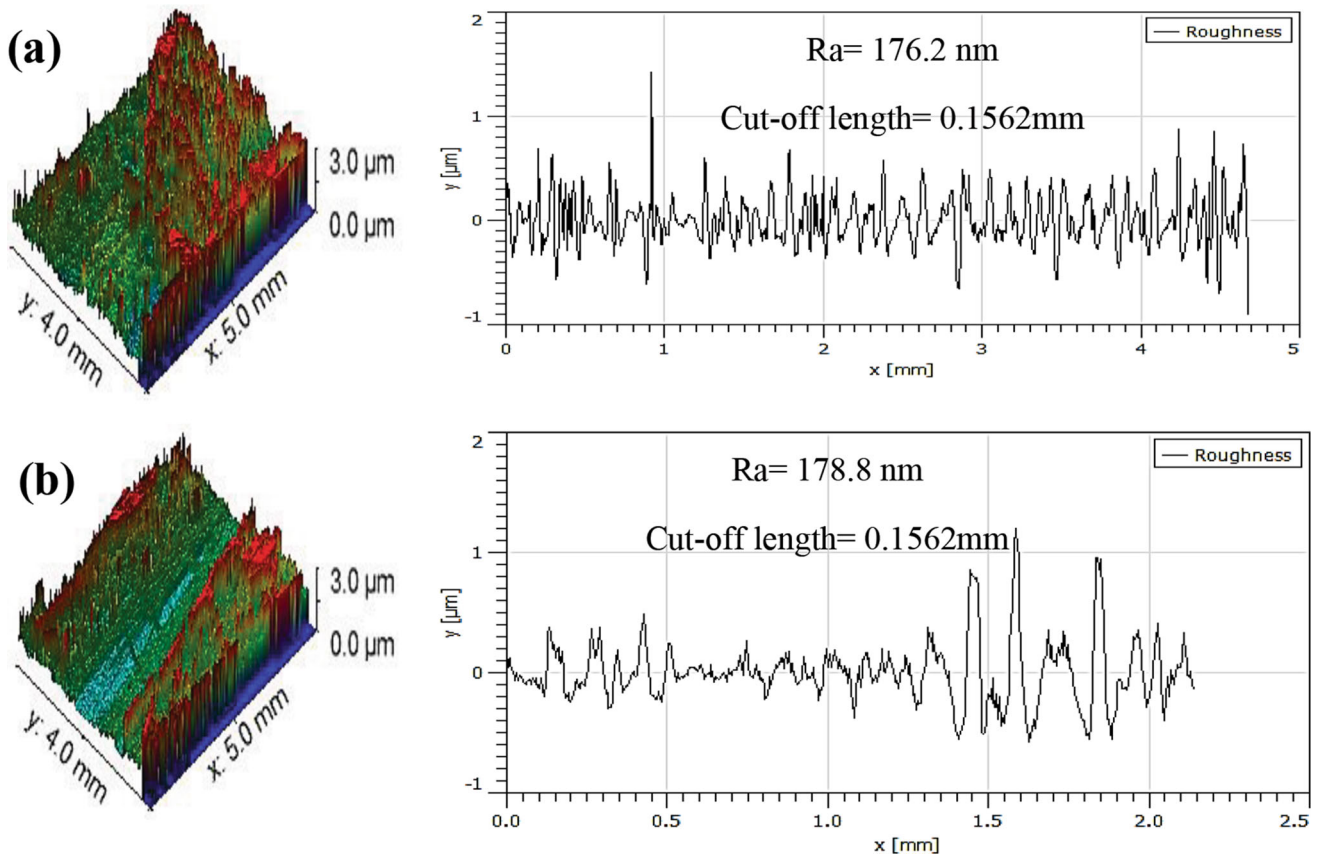 (a)
3.0 µm
0.0 µm
y: 4.0 mm
x: 5.0 mm
Roughness
Ra= 176.2 nm
Cut-off length= 0.1562mm
y [µm]
2
1
0
-1
0 1 2 3 4 5
x [mm]
(b)
3.0 µm
0.0 µm
y: 4.0 mm
x: 5.0 mm
Roughness
Ra= 178.8 nm
Cut-off length= 0.1562mm
y [µm]
2
1
0
-1
0.0 0.5 1.0 1.5 2.0 2.5
x [mm]